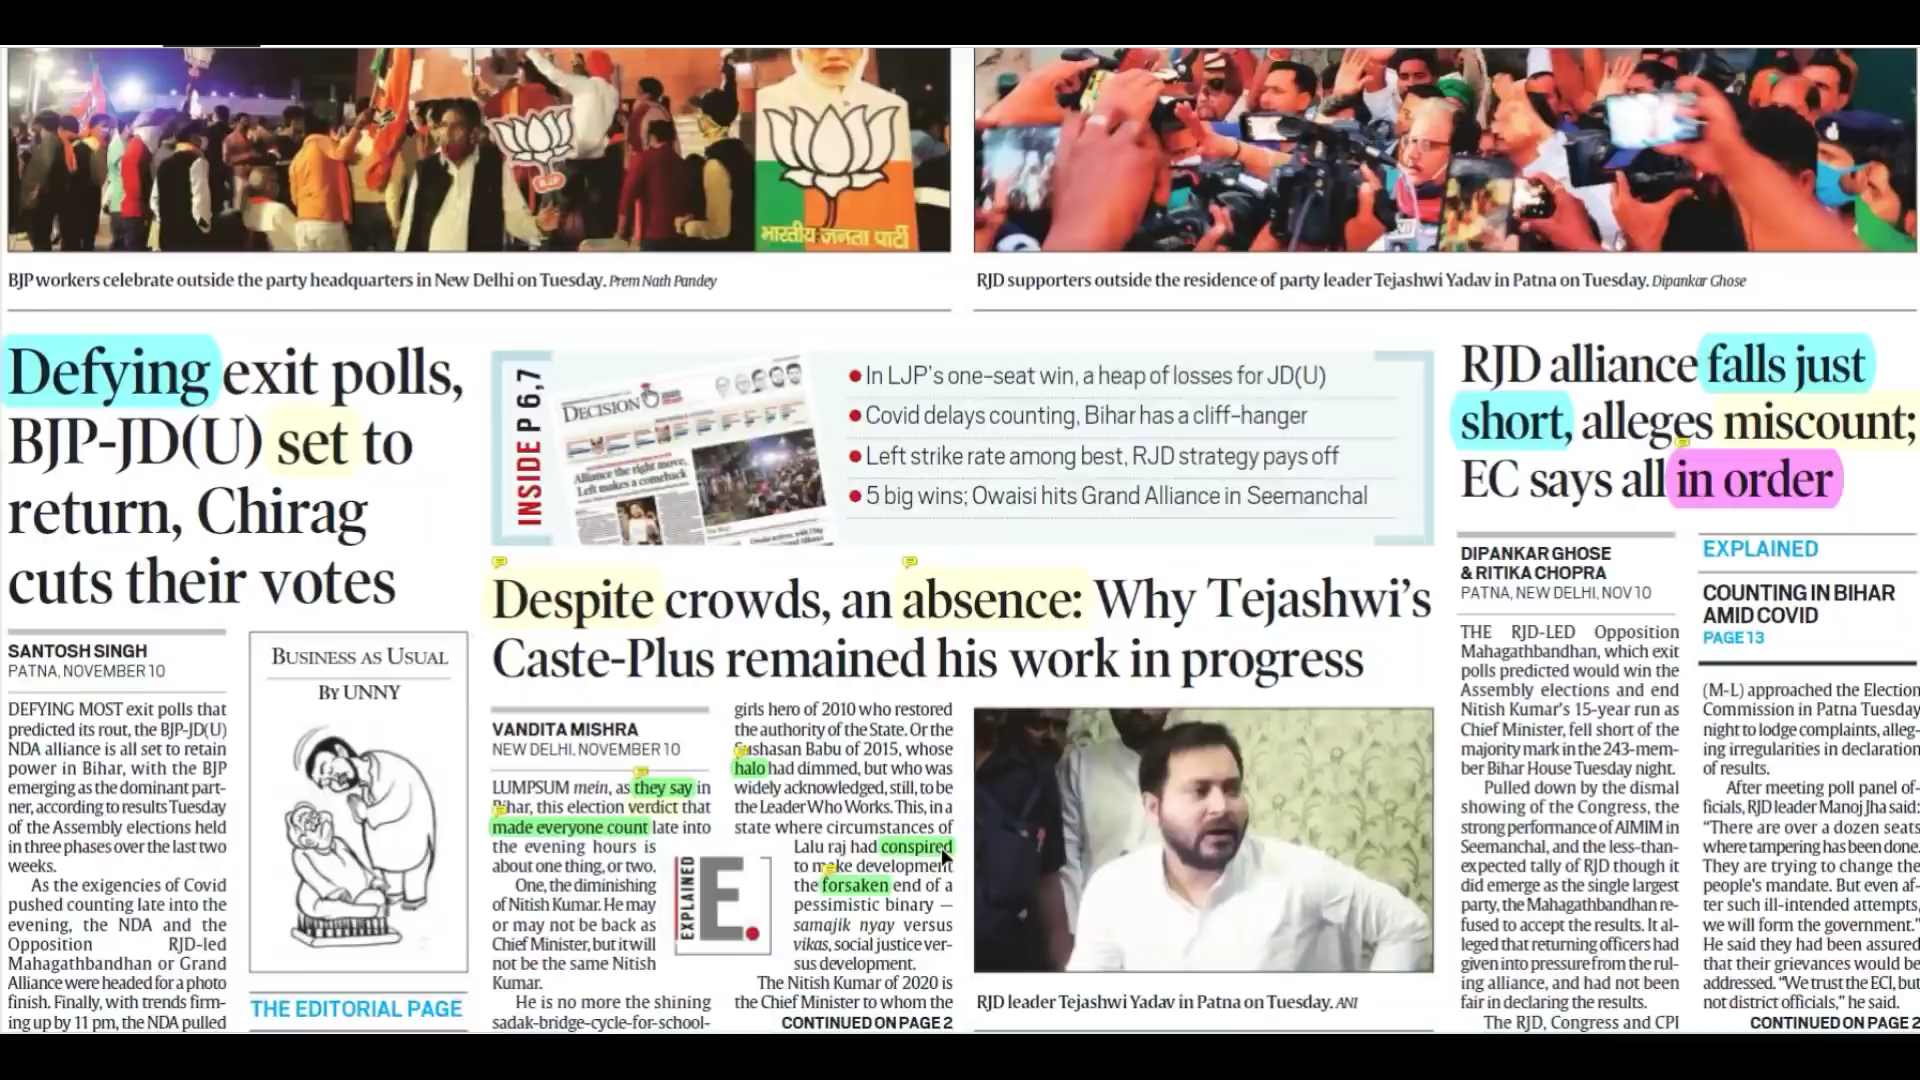 भारतीय जनता पार्टी
BJP workers celebrate outside the party headquarters in New Delhi on Tuesday. Prem Nath Pandey
RJD supporters outside the residence of party leader Tejashwi Yadav in Patna on Tuesday. Dipankar Ghose
Defying exit polls,
BJP-JD(U) set to
return, Chirag
cuts their votes
SANTOSH SINGH
PATNA, NOVEMBER 10
DEFYING MOST exit polls that
predicted its rout, the BJP-JD(U)
NDA alliance is all set to retain
power in Bihar, with the BJP
emerging as the dominant part-
ner, according to results Tuesday
of the Assembly elections held
in three phases over the last two
weeks.
As the exigencies of Covid
pushed counting late into the
evening, the NDA and the
Opposition RJD-led
Mahagathbandhan or Grand
Alliance were headed for a photo
finish. Finally, with trends firm-
ing up by 11 pm, the NDA pulled
BUSINESS AS USUAL
BY UNNY
THE EDITORIAL PAGE
INSIDE P 6,7
DECISION
Alliance the right move,
Left makes a comeback
In LJP's one-seat win, a heap of losses for JD(U)
Covid delays counting, Bihar has a cliff-hanger
Left strike rate among best, RJD strategy pays off
5 big wins; Owaisi hits Grand Alliance in Seemanchal
Despite crowds, an absence: Why Tejashwi's
Caste-Plus remained his work in progress
VANDITA MISHRA
NEW DELHI, NOVEMBER 10
LUMPSUM mein, as they say in
Bihar, this election verdict that
made everyone count late into
the evening hours is
about one thing, or two.
One, the diminishing
of Nitish Kumar. He may
or may not be back as
Chief Minister, but it will
not be the same Nitish
Kumar.
He is no more the shining
sadak-bridge-cycle-for-school-
EXPLAINED
E.
girls hero of 2010 who restored
the authority of the State. Or the
Sushasan Babu of 2015, whose
halo had dimmed, but who was
widely acknowledged, still, to be
the Leader Who Works. This, in a
state where circumstances of
Lalu raj had conspired
to make development
the forsaken end of a
pessimistic binary —
samajik nyay versus
vikas, social justice ver-
sus development.
The Nitish Kumar of 2020 is
the Chief Minister to whom the
CONTINUED ON PAGE 2
RJD leader Tejashwi Yadav in Patna on Tuesday. ANI
RJD alliance falls just
short, alleges miscount;
EC says all in order
DIPANKAR GHOSE
& RITIKA CHOPRA
PATNA, NEW DELHI, NOV 10
THE RJD-LED Opposition
Mahagathbandhan, which exit
polls predicted would win the
Assembly elections and end
Nitish Kumar's 15-year run as
Chief Minister, fell short of the
majority mark in the 243-mem-
ber Bihar House Tuesday night.
Pulled down by the dismal
showing of the Congress, the
strong performance of AIMIM in
Seemanchal, and the less-than-
expected tally of RJD though it
did emerge as the single largest
party, the Mahagathbandhan re-
fused to accept the results. It al-
leged that returning officers had
given into pressure from the rul-
ing alliance, and had not been
fair in declaring the results.
The RJD, Congress and CPI
EXPLAINED
COUNTING IN BIHAR
AMID COVID
PAGE 13
(M-L) approached the Election
Commission in Patna Tuesday
night to lodge complaints, alleg-
ing irregularities in declaration
of results.
After meeting poll panel of-
ficials, RJD leader Manoj Jha said:
"There are over a dozen seats
where tampering has been done.
They are trying to change the
people's mandate. But even af-
ter such ill-intended attempts,
we will form the government."
He said they had been assured
that their grievances would be
addressed. "We trust the ECI, but
not district officials," he said.
CONTINUED ON PAGE 2